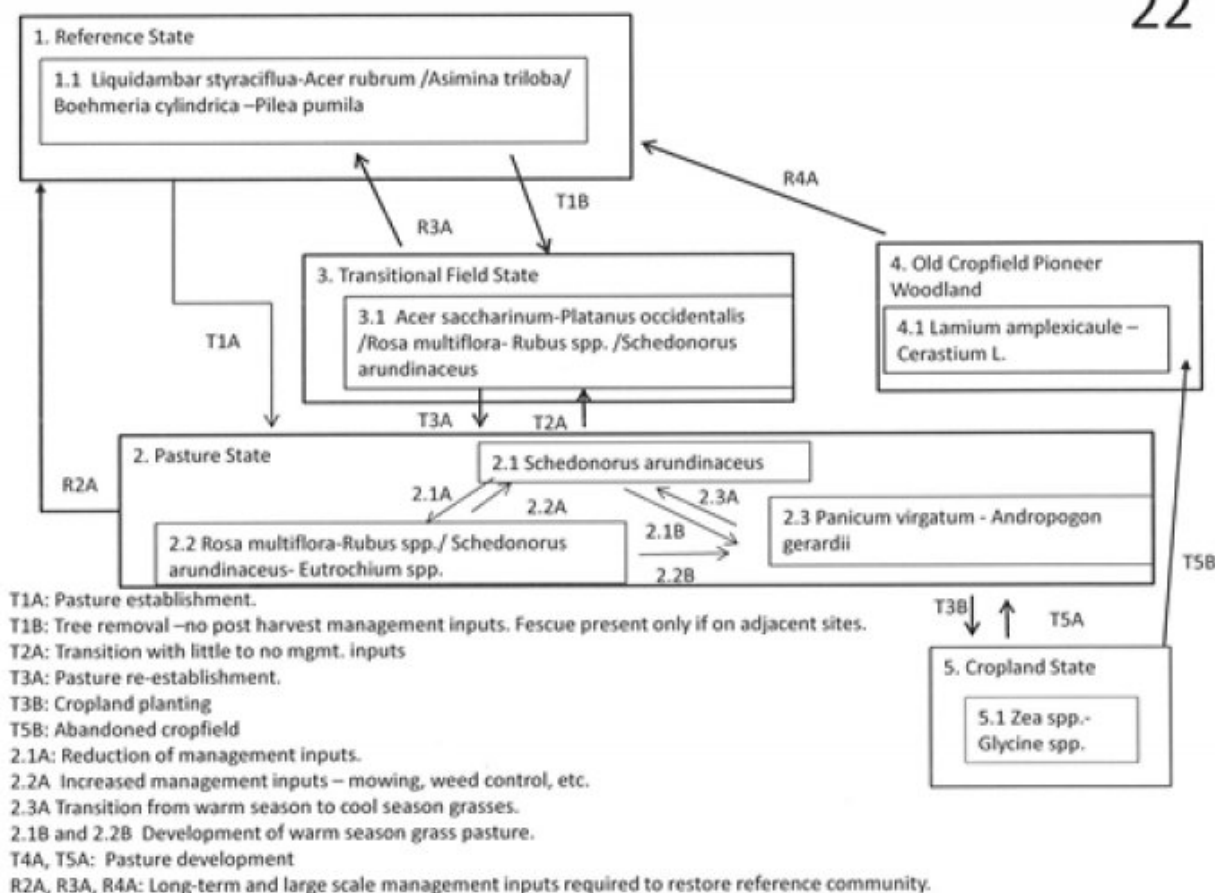 22
1. Reference State
1.1 Liquidambar styraciflua-Acer rubrum /Asimina triloba/
Boehmeria cylindrica –Pilea pumila
R4A
T1B
R3A
3. Transitional Field State
3.1 Acer saccharinum-Platanus occidentalis
/Rosa multiflora- Rubus spp. /Schedonorus
arundinaceus
4. Old Cropfield Pioneer
Woodland
4.1 Lamium amplexicaule –
Cerastium L.
T1A
T3A
T2A
2. Pasture State
2.1 Schedonorus arundinaceus
R2A
2.1A
2.2A
2.3A
2.1B
2.2B
2.3 Panicum virgatum - Andropogon
gerardii
2.2 Rosa multiflora-Rubus spp./ Schedonorus
arundinaceus- Eutrochium spp.
T5B
T3B
T5A
5. Cropland State
5.1 Zea spp.-
Glycine spp.
T1A: Pasture establishment.
T1B: Tree removal –no post harvest management inputs. Fescue present only if on adjacent sites.
T2A: Transition with little to no mgmt. inputs
T3A: Pasture re-establishment.
T3B: Cropland planting
T5B: Abandoned cropfield
2.1A: Reduction of management inputs.
2.2A Increased management inputs – mowing, weed control, etc.
2.3A Transition from warm season to cool season grasses.
2.1B and 2.2B Development of warm season grass pasture.
T4A, T5A: Pasture development
R2A, R3A, R4A: Long-term and large scale management inputs required to restore reference community.